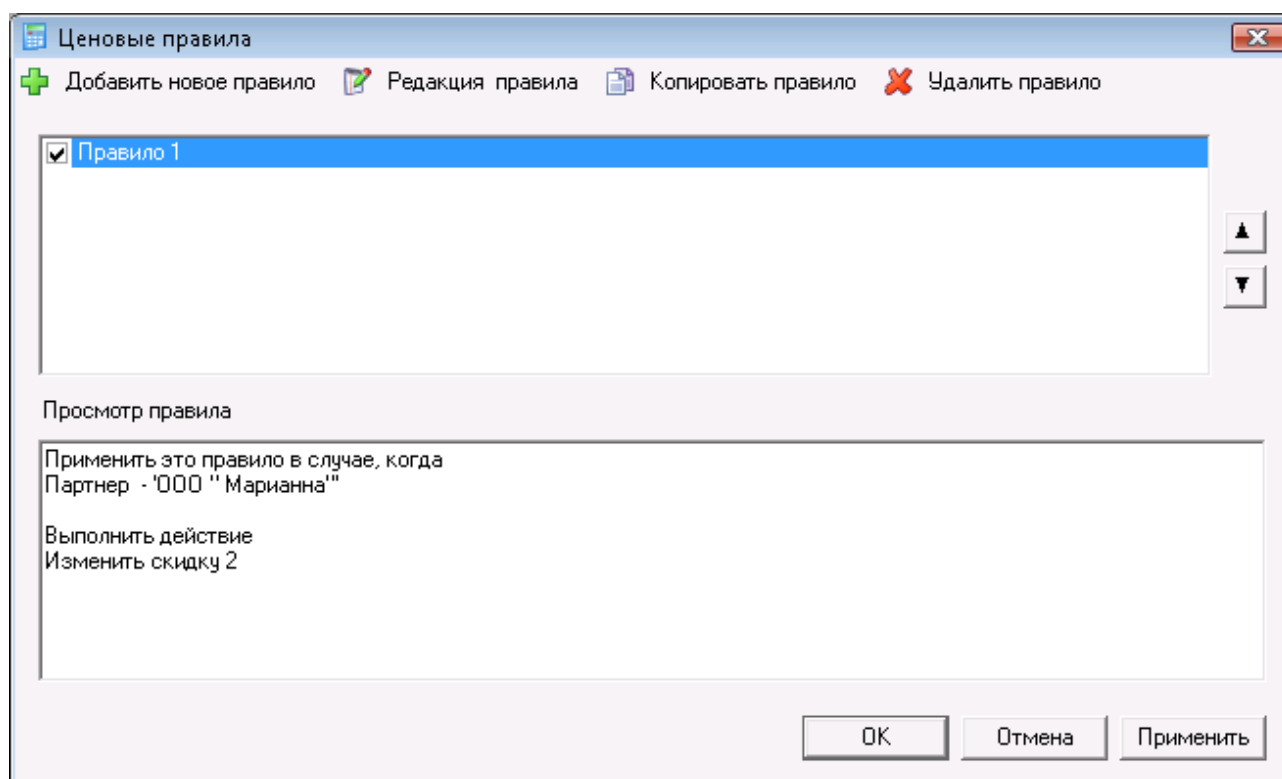 Ценовые правила
Добавить новое правило Редакция правила Копировать правило Удалить правило
Правило 1
Просмотр правила
Применить это правило в случае, когда
Партнер - 'ООО " Марианна'"
Выполнить действие
Изменить скидку 2
OK Отмена Применить